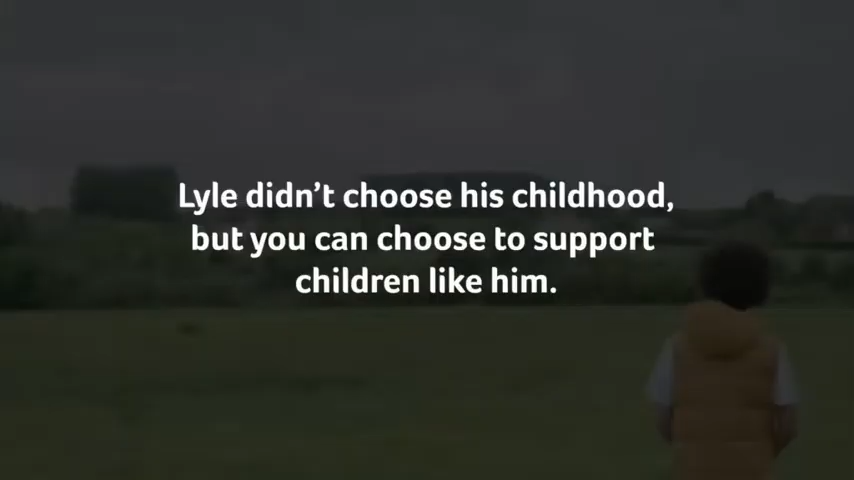 Lyle didn’t choose his childhood,
but you can choose to support
children like him.